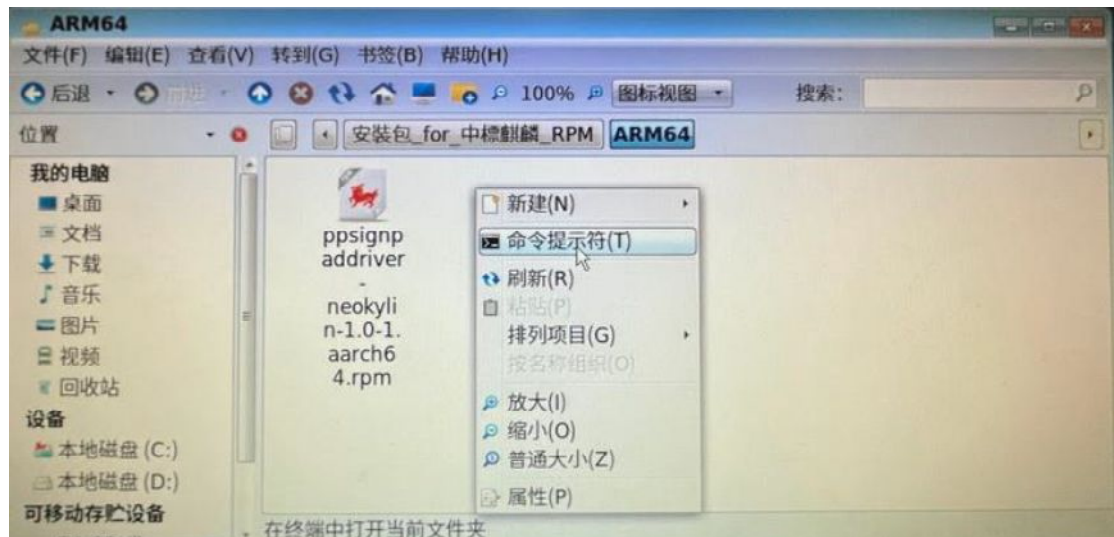 ARM64
文件(F) 编辑(E) 查看(V) 转到(G) 书签(B) 帮助(H)
后退 前进 100% 图标视图 搜索:
位置 安裝包_for_中標麒麟_RPM ARM64
我的电脑
桌面
文档
下载
音乐
图片
视频
回收站
设备
本地磁盘 (C:)
本地磁盘 (D:)
可移动存贮设备
ppsignp
addriver
-
neokyli
n-1.0-1.
aarch6
4.rpm
新建(N)
命令提示符(T)
刷新(R)
粘贴(P)
排列项目(G)
按名称组织(O)
放大(I)
缩小(O)
普通大小(Z)
属性(P)
在终端中打开当前文件夹